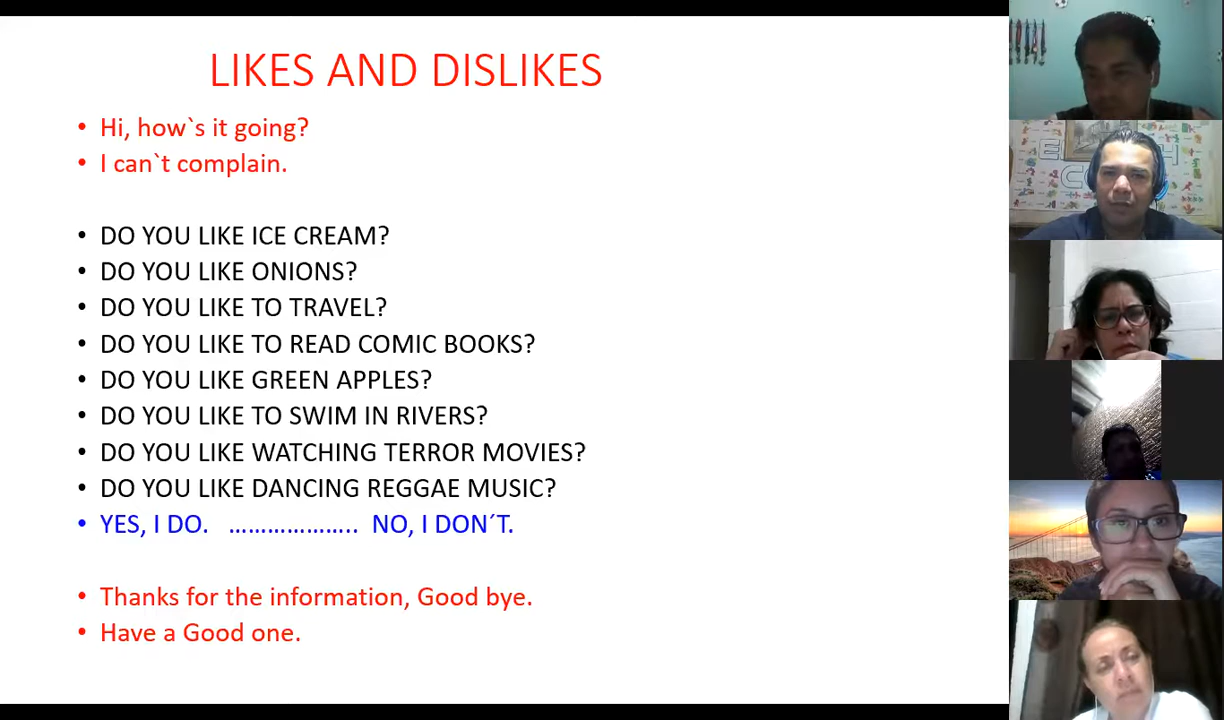 LIKES AND DISLIKES
• Hi, how`s it going?
• I can`t complain.
• DO YOU LIKE ICE CREAM?
• DO YOU LIKE ONIONS?
• DO YOU LIKE TO TRAVEL?
• DO YOU LIKE TO READ COMIC BOOKS?
• DO YOU LIKE GREEN APPLES?
• DO YOU LIKE TO SWIM IN RIVERS?
• DO YOU LIKE WATCHING TERROR MOVIES?
• DO YOU LIKE DANCING REGGAE MUSIC?
• YES, I DO. ……………….. NO, I DON´T.
• Thanks for the information, Good bye.
• Have a Good one.